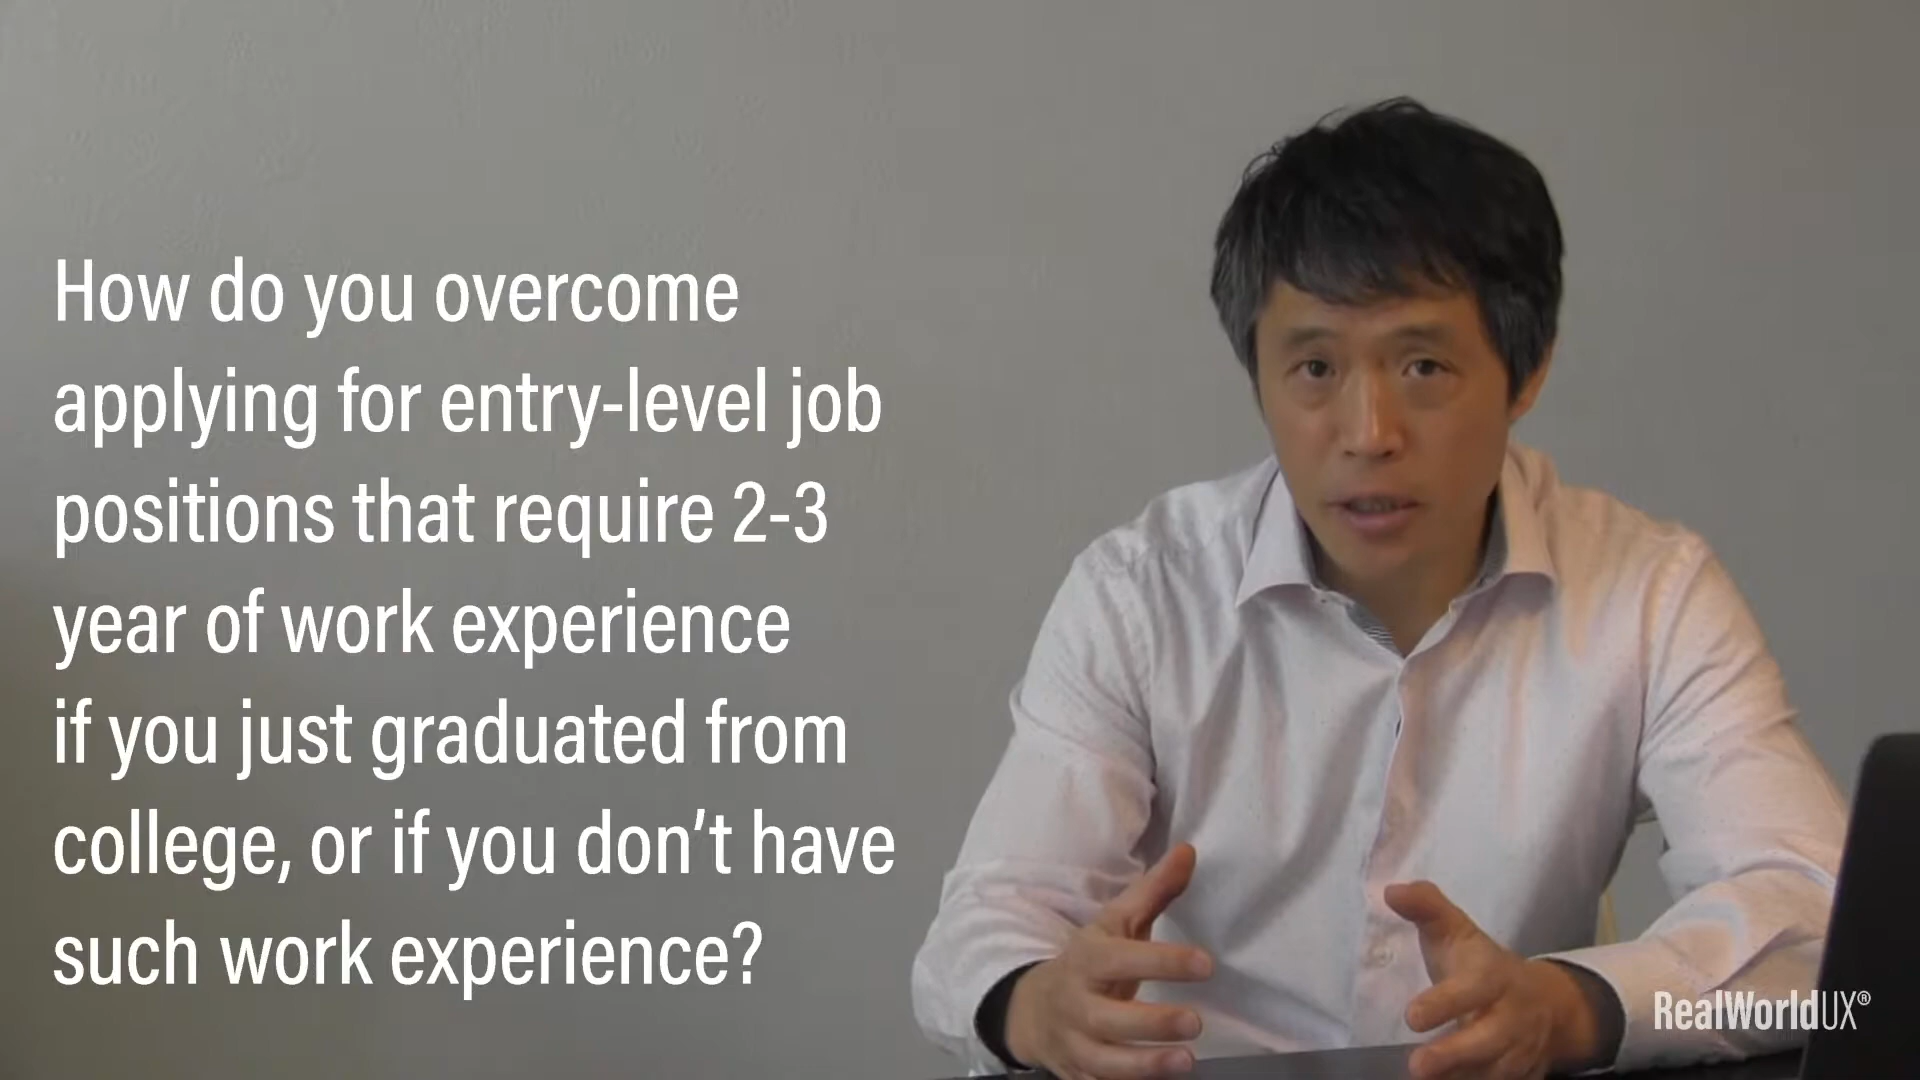 How do you overcome
applying for entry-level job
positions that require 2-3
year of work experience
if you just graduated from
college, or if you don’t have
such work experience?
RealWorldUX®